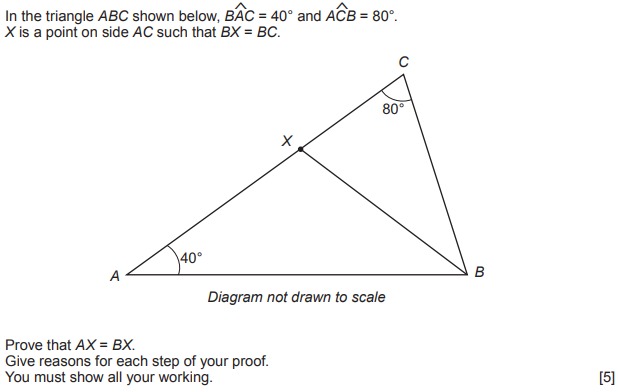 In the triangle ABC shown below, BÂC = 40° and AĈB = 80°.
X is a point on side AC such that BX = BC.
C
80°
X
40°
A
B
Diagram not drawn to scale
Prove that AX = BX.
Give reasons for each step of your proof.
You must show all your working.
[5]